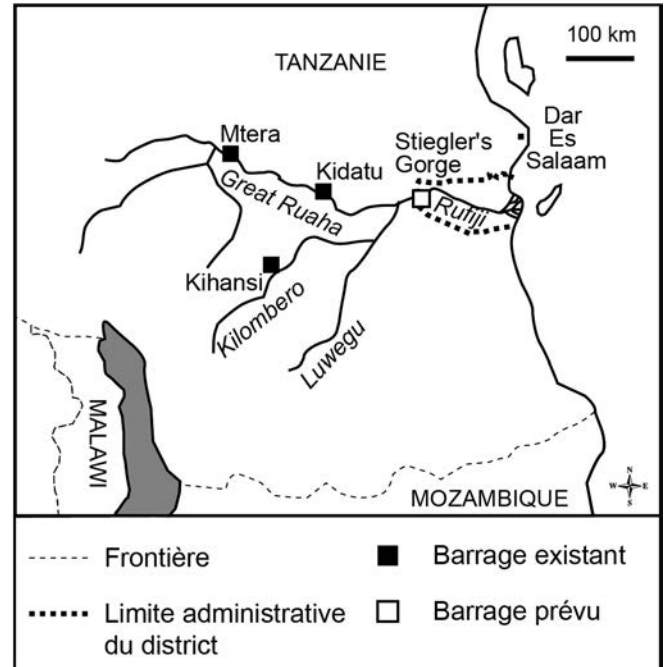 100 km
TANZANIE
Dar
Es
Salaam
Mtera
Stiegler's
Gorge
Kidatu
Great Ruaha
Rufiji
Kihansi
Kilombero
Luwegu
MALAWI
N
W E
S
MOZAMBIQUE
Frontière
Barrage existant
Limite administrative
du district
Barrage prévu